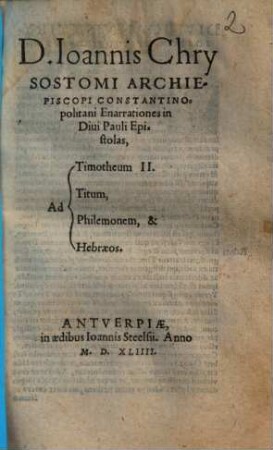 2
D. Ioannis Chry
SOSTOMI ARCHIE-
PISCOPI CONSTANTINO-
politani Enarrationes in
Diui Pauli Epi-
stolas,
Timotheum II.
Titum,
Ad
Philemonem, &
Hebræos.
ANTVERPIÆ,
in ædibus Ioannis Steelsii. Anno
M. D. XLIIII.